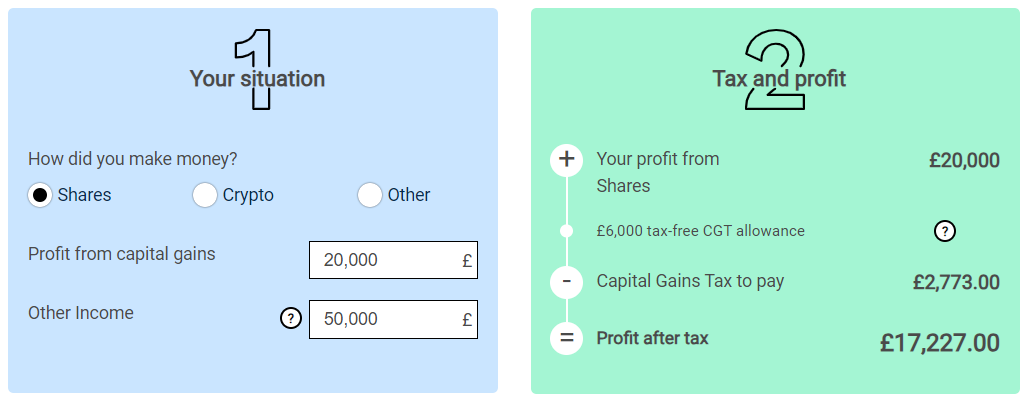 1
Your situation
How did you make money?
Shares
Crypto
Other
Profit from capital gains
20,000 £
Other Income ?
50,000 £
2
Tax and profit
+ Your profit from £20,000
Shares
£6,000 tax-free CGT allowance ?
- Capital Gains Tax to pay £2,773.00
= Profit after tax £17,227.00